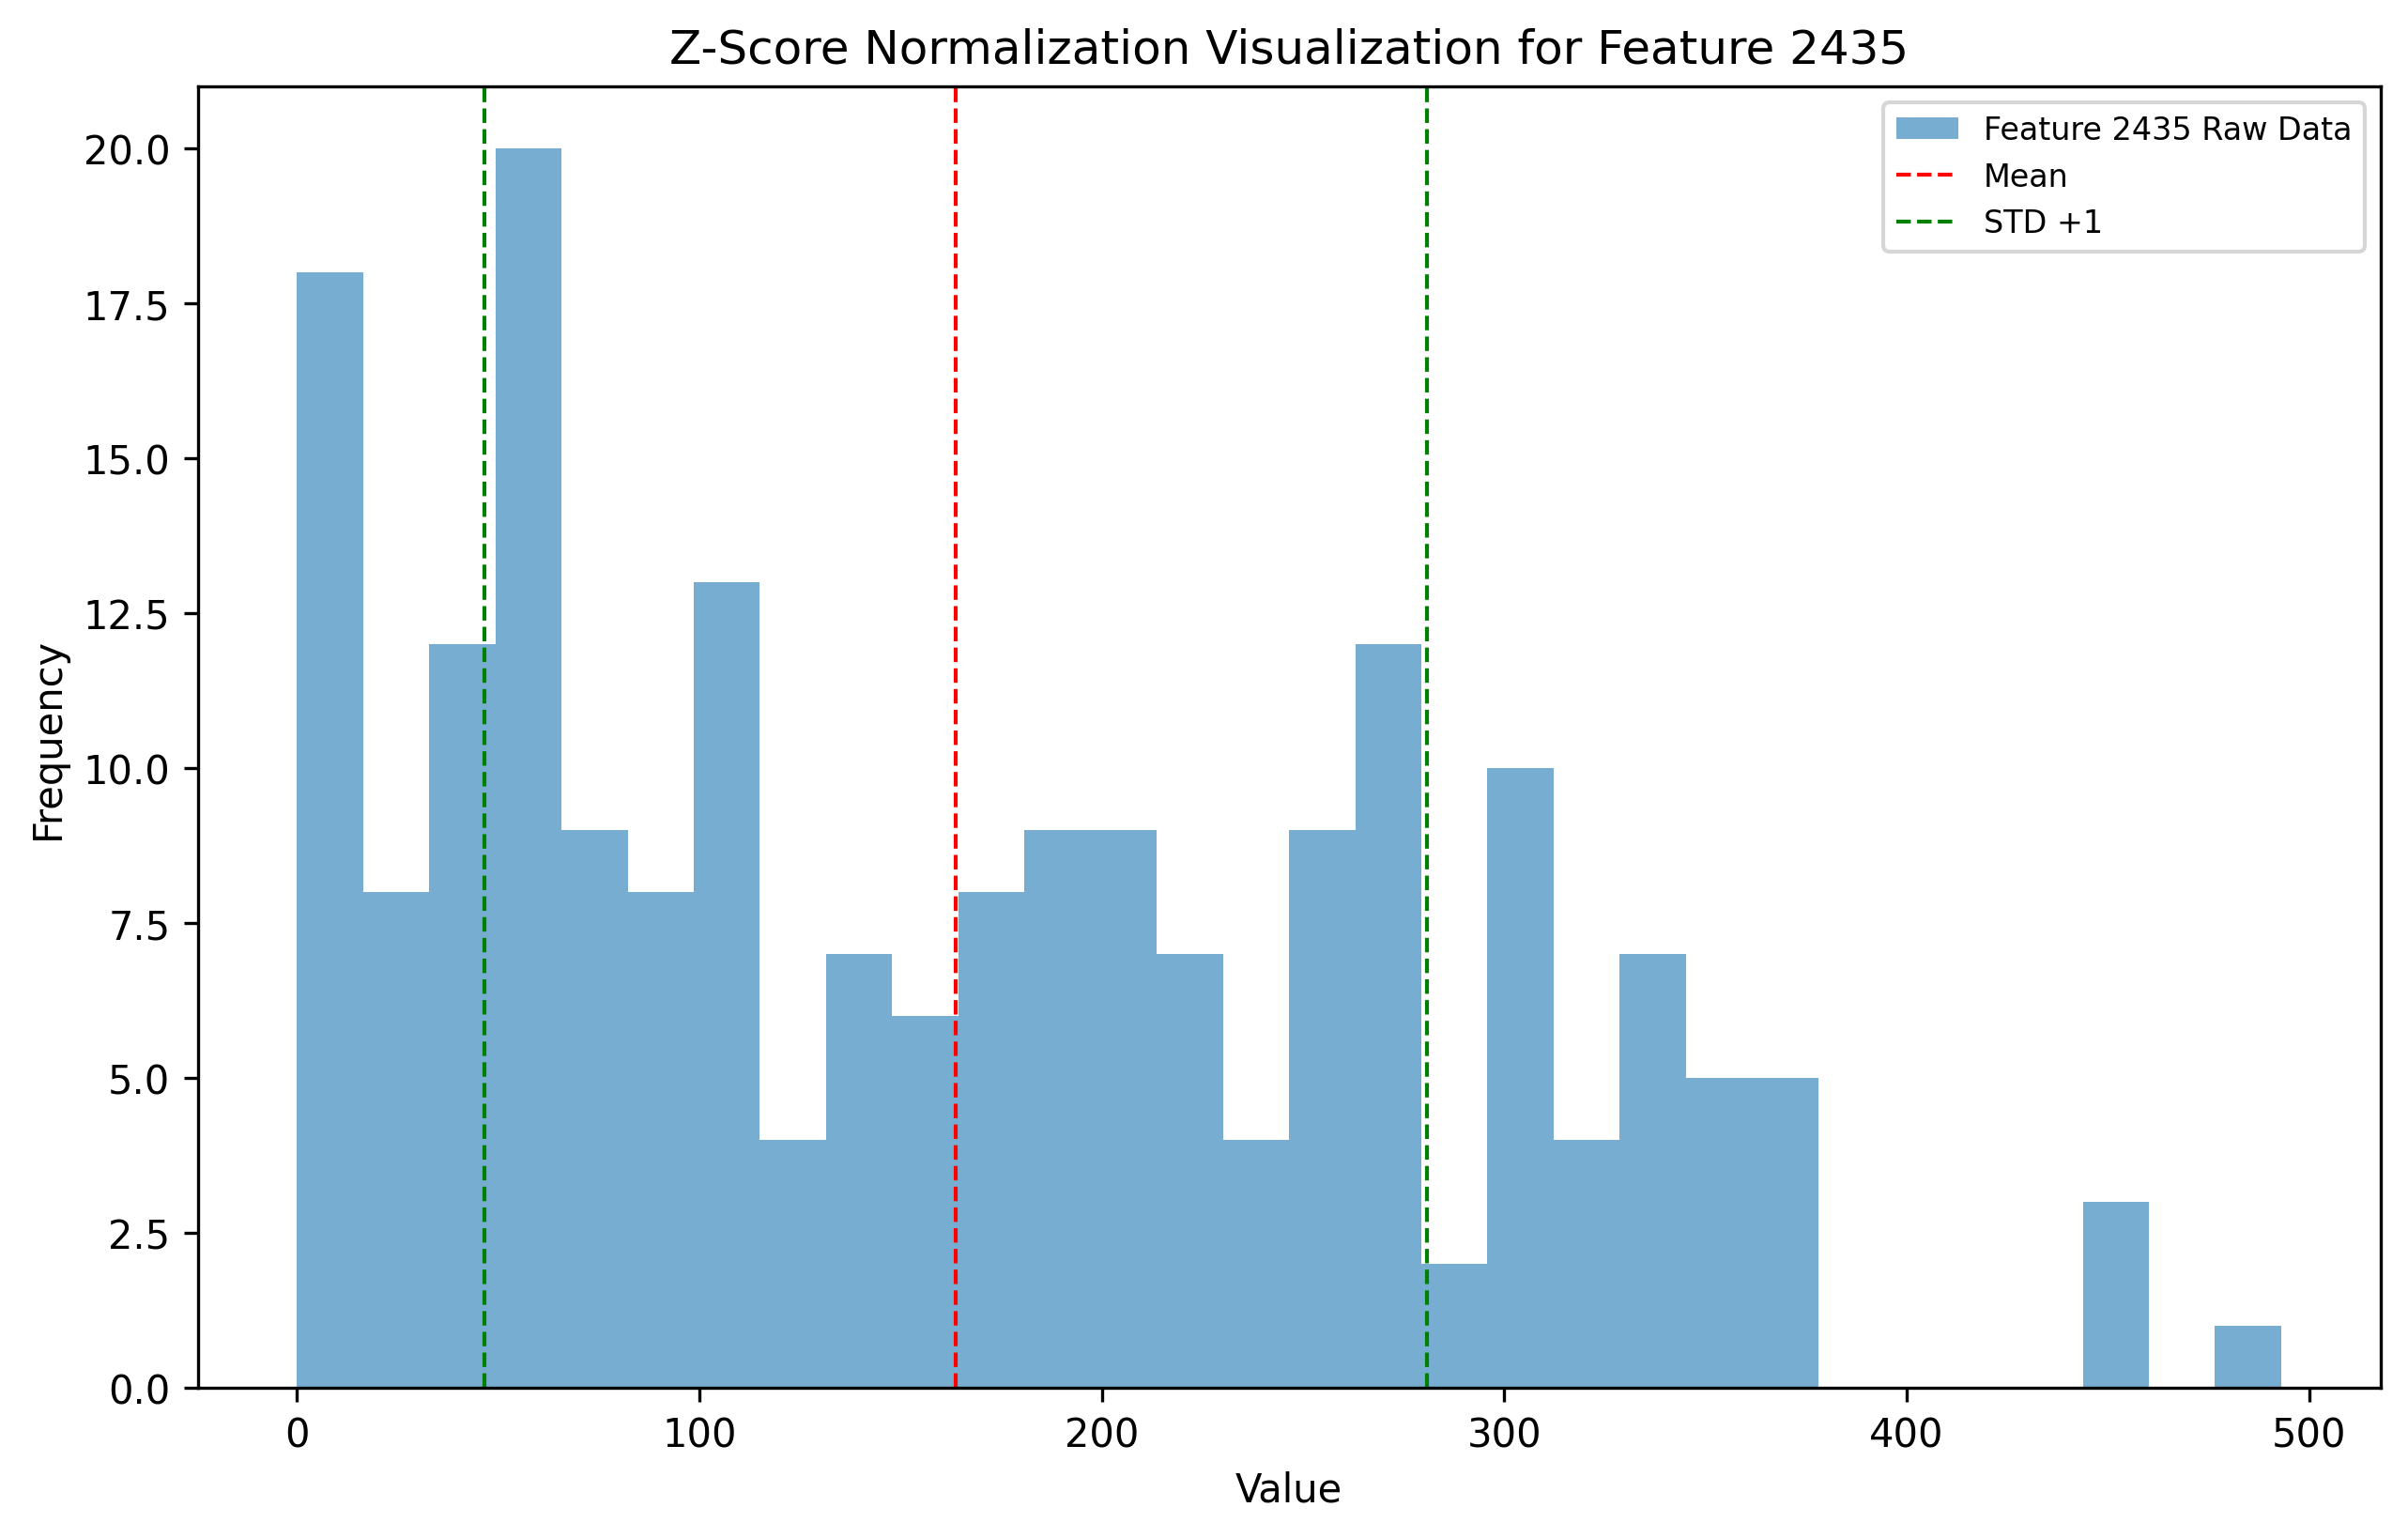 Z-Score Normalization Visualization for Feature 2435
Feature 2435 Raw Data
Mean
STD +1
20.0
17.5
15.0
12.5
10.0
7.5
5.0
2.5
0.0
Frequency
0 100 200 300 400 500
Value